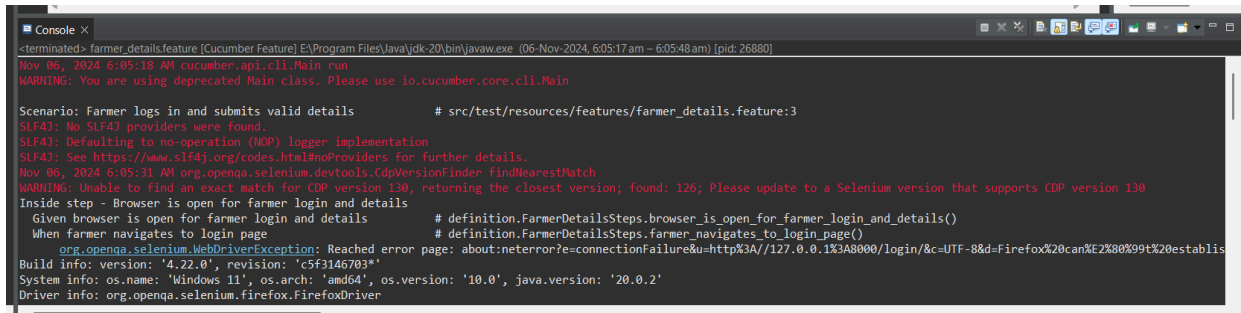 Console
<terminated> farmer_details.feature [Cucumber Feature] E:\Program Files\Java\jdk-20\bin\javaw.exe (06-Nov-2024, 6:05:17 am – 6:05:48 am) [pid: 26880]
Nov 06, 2024 6:05:18 AM cucumber.api.cli.Main run
WARNING: You are using deprecated Main class. Please use io.cucumber.core.cli.Main
Scenario: Farmer logs in and submits valid details # src/test/resources/features/farmer_details.feature:3
SLF4J: No SLF4J providers were found.
SLF4J: Defaulting to no-operation (NOP) logger implementation
SLF4J: See https://www.slf4j.org/codes.html#noProviders for further details.
Nov 06, 2024 6:05:31 AM org.openqa.selenium.devtools.CdpVersionFinder findNearestMatch
WARNING: Unable to find an exact match for CDP version 130, returning the closest version; found: 126; Please update to a Selenium version that supports CDP version 130
Inside step - Browser is open for farmer login and details
Given browser is open for farmer login and details # definition.FarmerDetailsSteps.browser_is_open_for_farmer_login_and_details()
When farmer navigates to login page # definition.FarmerDetailsSteps.farmer_navigates_to_login_page()
org.openqa.selenium.WebDriverException: Reached error page: about:neterror?e=connectionFailure&u=http%3A//127.0.0.1%3A8000/login/&c=UTF-8&d=Firefox%20can%E2%80%99t%20establis
Build info: version: '4.22.0', revision: 'c5f3146703*'
System info: os.name: 'Windows 11', os.arch: 'amd64', os.version: '10.0', java.version: '20.0.2'
Driver info: org.openqa.selenium.firefox.FirefoxDriver